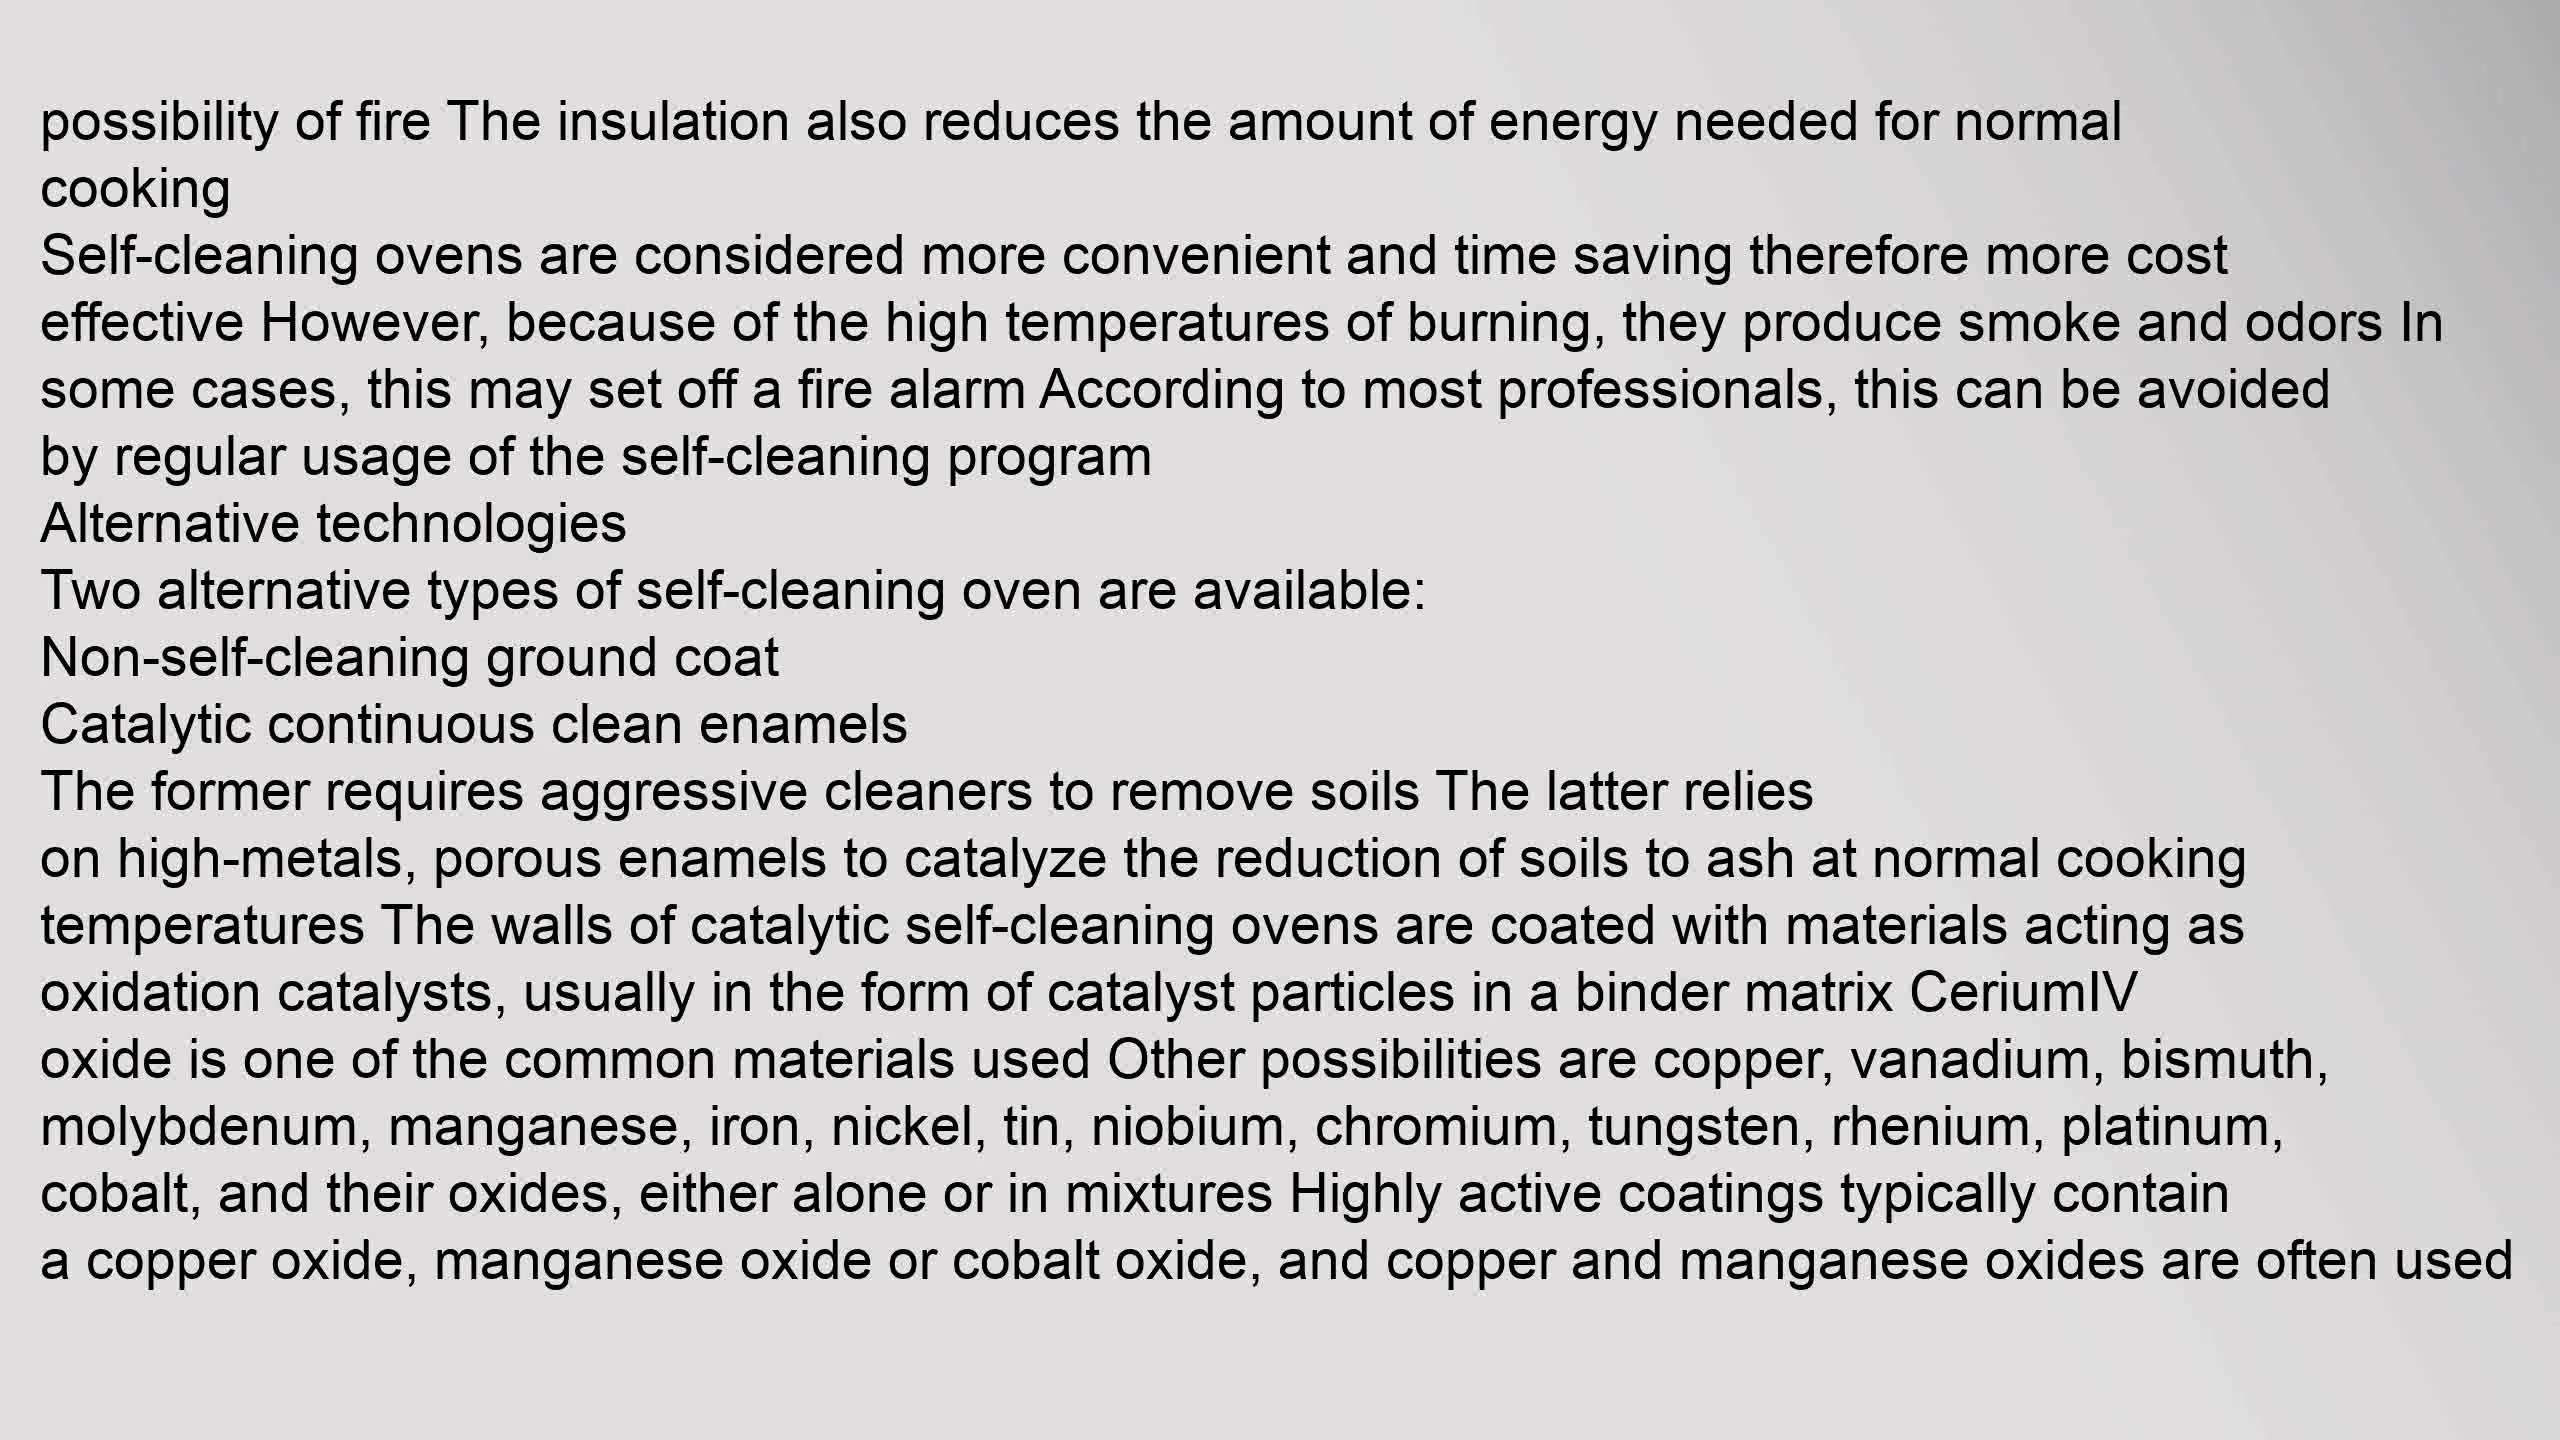 possibility of fire The insulation also reduces the amount of energy needed for normal
cooking
Self-cleaning ovens are considered more convenient and time saving therefore more cost
effective However, because of the high temperatures of burning, they produce smoke and odors In
some cases, this may set off a fire alarm According to most professionals, this can be avoided
by regular usage of the self-cleaning program
Alternative technologies
Two alternative types of self-cleaning oven are available:
Non-self-cleaning ground coat
Catalytic continuous clean enamels
The former requires aggressive cleaners to remove soils The latter relies
on high-metals, porous enamels to catalyze the reduction of soils to ash at normal cooking
temperatures The walls of catalytic self-cleaning ovens are coated with materials acting as
oxidation catalysts, usually in the form of catalyst particles in a binder matrix CeriumIV
oxide is one of the common materials used Other possibilities are copper, vanadium, bismuth,
molybdenum, manganese, iron, nickel, tin, niobium, chromium, tungsten, rhenium, platinum,
cobalt, and their oxides, either alone or in mixtures Highly active coatings typically contain
a copper oxide, manganese oxide or cobalt oxide, and copper and manganese oxides are often used